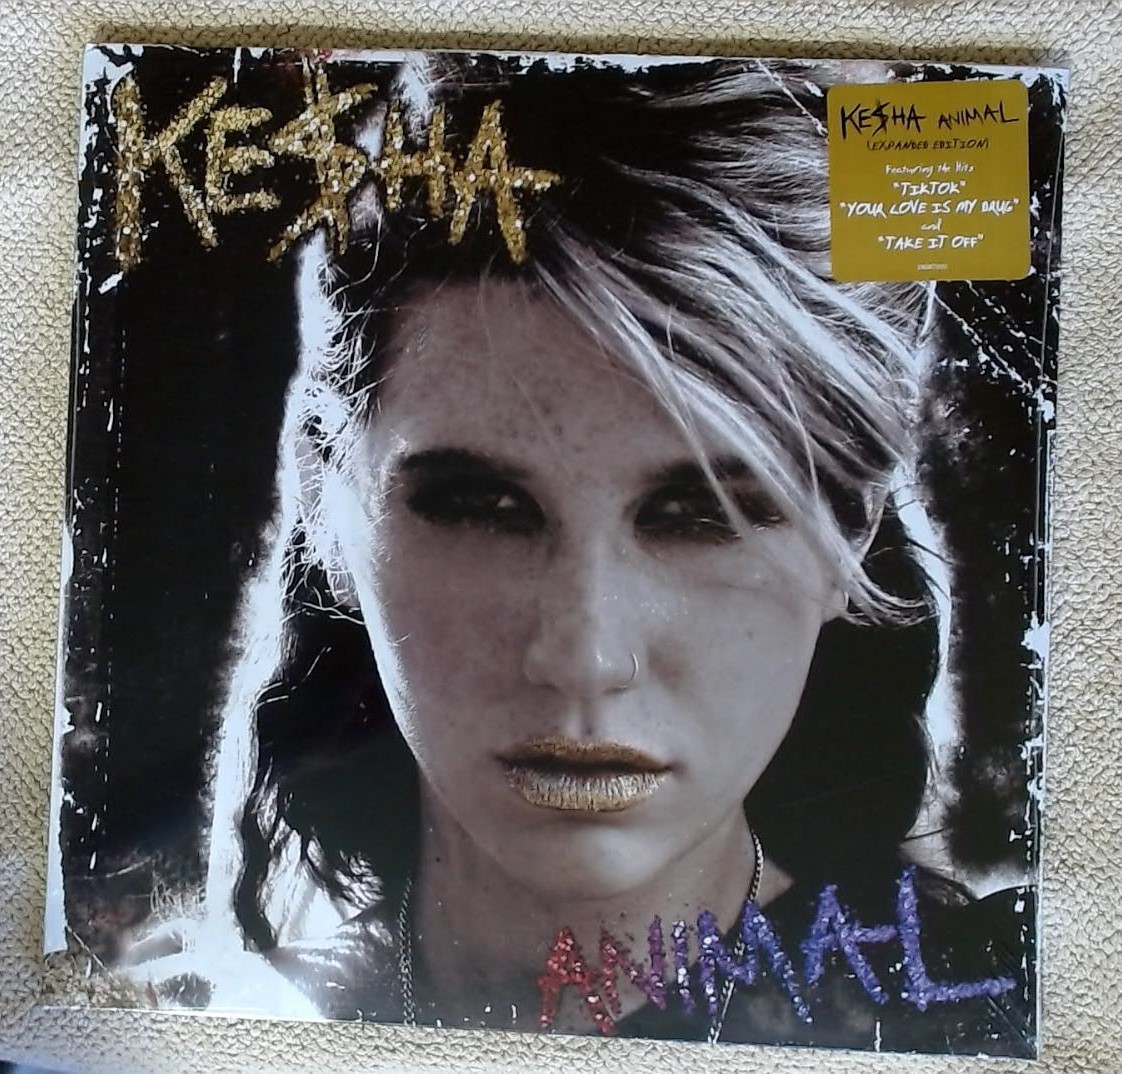 KE$HA
KE$HA ANIMAL
(EXPANDED EDITION)
Featuring the Hits
"TIKTOK"
"YOUR LOVE IS MY DRUG"
and
"TAKE IT OFF"
ANIMAL